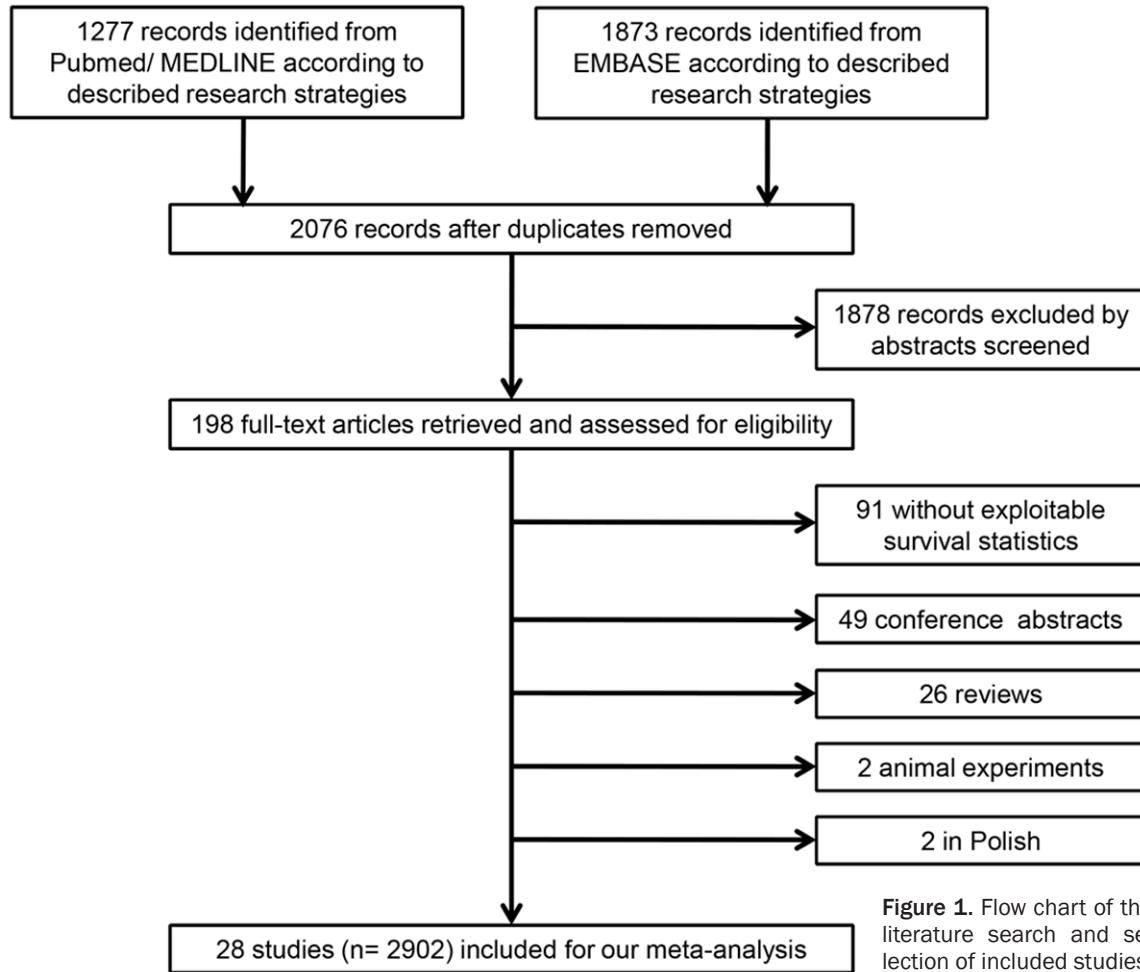 1277 records identified from
Pubmed/ MEDLINE according to
described research strategies
1873 records identified from
EMBASE according to described
research strategies
2076 records after duplicates removed
1878 records excluded by
abstracts screened
198 full-text articles retrieved and assessed for eligibility
91 without exploitable
survival statistics
49 conference abstracts
26 reviews
2 animal experiments
2 in Polish
28 studies (n= 2902) included for our meta-analysis
Figure 1. Flow chart of th
literature search and se
lection of included studies